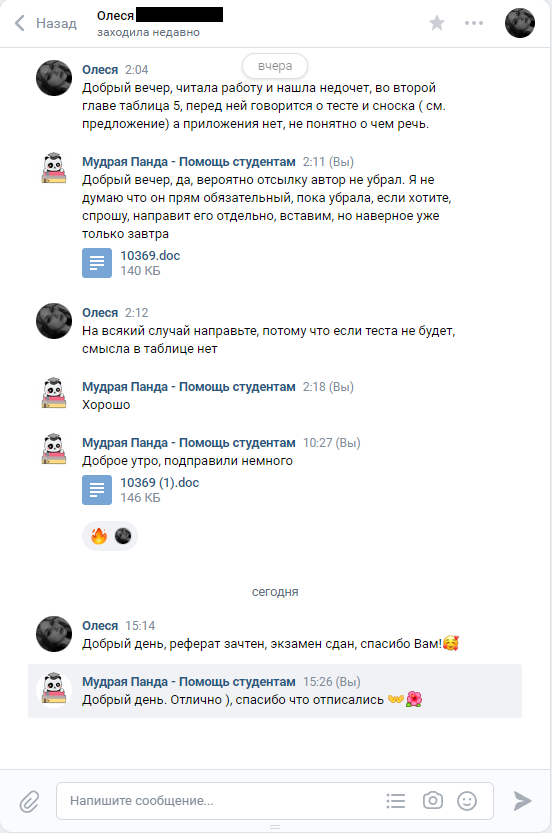 Назад
Олеся
заходила недавно
вчера
Олеся 2:04
Добрый вечер, читала работу и нашла недочет, во второй
главе таблица 5, перед ней говорится о тесте и сноска ( см.
предложение) а приложения нет, не понятно о чем речь.
Мудрая Панда - Помощь студентам 2:11 (Вы)
Добрый вечер, да, вероятно отсылку автор не убрал. Я не
думаю что он прям обязательный, пока убрала, если хотите,
спрошу, направит его отдельно, вставим, но наверное уже
только завтра
10369.doc
140 КБ
Олеся 2:12
На всякий случай направьте, потому что если теста не будет,
смысла в таблице нет
Мудрая Панда - Помощь студентам 2:18 (Вы)
Хорошо
Мудрая Панда - Помощь студентам 10:27 (Вы)
Доброе утро, подправили немного
10369 (1).doc
146 КБ
сегодня
Олеся 15:14
Добрый день, реферат зачтен, экзамен сдан, спасибо Вам!🥰
Мудрая Панда - Помощь студентам 15:26 (Вы)
Добрый день. Отлично ), спасибо что отписались 🤝🌺
Напишите сообщение...